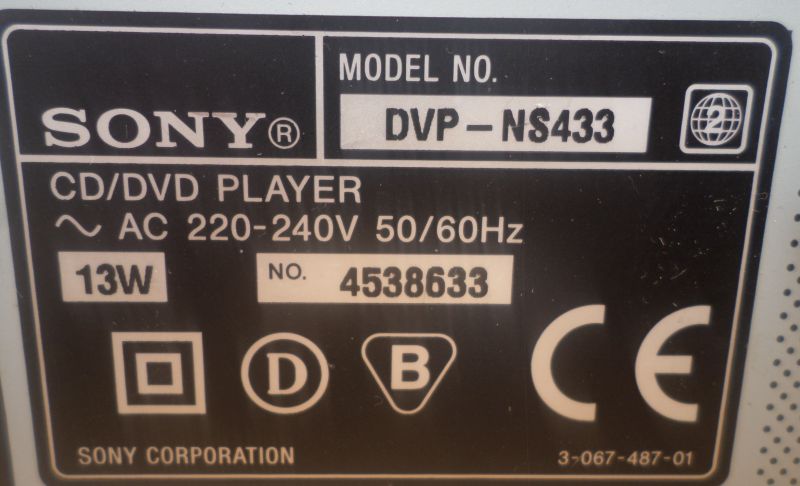 SONY®
MODEL NO.
DVP-NS433
2
CD/DVD PLAYER
~ AC 220-240V 50/60Hz
13W
NO. 4538633
D
B
CE
SONY CORPORATION
3-067-487-01